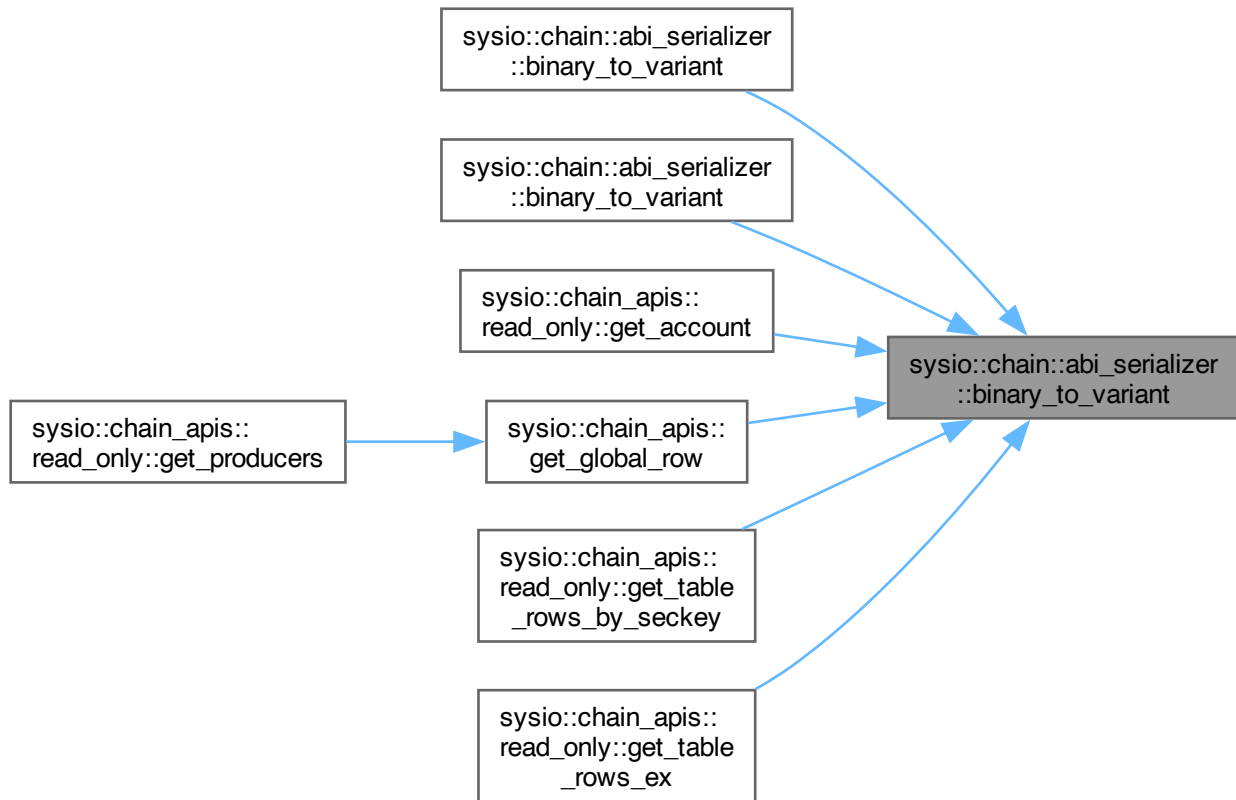 sysio::chain::abi_serializer
::binary_to_variant
sysio::chain::abi_serializer
::binary_to_variant
sysio::chain_apis::
read_only::get_account
sysio::chain::abi_serializer
::binary_to_variant
sysio::chain_apis::
read_only::get_producers
sysio::chain_apis::
get_global_row
sysio::chain_apis::
read_only::get_table
_rows_by_seckey
sysio::chain_apis::
read_only::get_table
_rows_ex